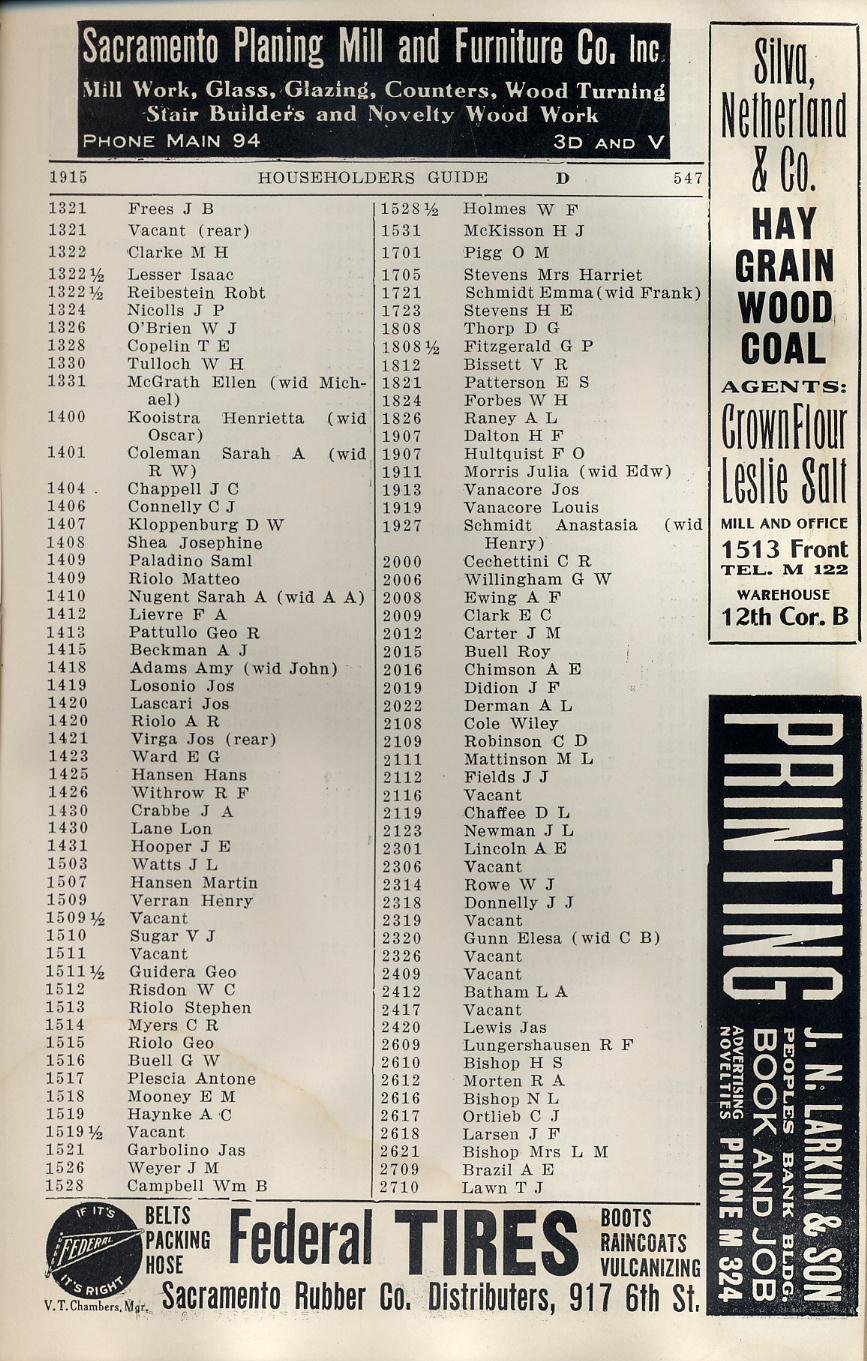 Sacramento Planing Mill and Furniture Co. Inc.
Mill Work, Glass, Glazing, Counters, Wood Turning
Stair Builders and Novelty Wood Work
PHONE MAIN 94 3D AND V
1915 HOUSEHOLDERS GUIDE D 547
1321 Frees J B
1321 Vacant (rear)
1322 Clarke M H
1322½ Lesser Isaac
1322½ Reibestein Robt
1324 Nicolls J P
1326 O'Brien W J
1328 Copelin T E
1330 Tulloch W H
1331 McGrath Ellen (wid Mich-
ael)
1400 Kooistra Henrietta (wid
Oscar)
1401 Coleman Sarah A (wid
R W)
1404 Chappell J C
1406 Connelly C J
1407 Kloppenburg D W
1408 Shea Josephine
1409 Paladino Saml
1409 Riolo Matteo
1410 Nugent Sarah A (wid A A)
1412 Lievre F A
1413 Pattullo Geo R
1415 Beckman A J
1418 Adams Amy (wid John)
1419 Losonio Jos
1420 Lascari Jos
1420 Riolo A R
1421 Virga Jos (rear)
1423 Ward E G
1425 Hansen Hans
1426 Withrow R F
1430 Crabbe J A
1430 Lane Lon
1431 Hooper J E
1503 Watts J L
1507 Hansen Martin
1509 Verran Henry
1509½ Vacant
1510 Sugar V J
1511 Vacant
1511½ Guidera Geo
1512 Risdon W C
1513 Riolo Stephen
1514 Myers C R
1515 Riolo Geo
1516 Buell G W
1517 Plescia Antone
1518 Mooney E M
1519 Haynke A C
1519½ Vacant
1521 Garbolino Jas
1526 Weyer J M
1528 Campbell Wm B
1528½ Holmes W F
1531 McKisson H J
1701 Pigg O M
1705 Stevens Mrs Harriet
1721 Schmidt Emma (wid Frank)
1723 Stevens H E
1808 Thorp D G
1808½ Fitzgerald G P
1812 Bissett V R
1821 Patterson E S
1824 Forbes W H
1826 Raney A L
1907 Dalton H F
1907 Hultquist F O
1911 Morris Julia (wid Edw)
1913 Vanacore Jos
1919 Vanacore Louis
1927 Schmidt Anastasia (wid
Henry)
2000 Cechettini C R
2006 Willingham G W
2008 Ewing A F
2009 Clark E C
2012 Carter J M
2015 Buell Roy
2016 Chimson A E
2019 Didion J F
2022 Derman A L
2108 Cole Wiley
2109 Robinson C D
2111 Mattinson M L
2112 Fields J J
2116 Vacant
2119 Chaffee D L
2123 Newman J L
2301 Lincoln A E
2306 Vacant
2314 Rowe W J
2318 Donnelly J J
2319 Vacant
2320 Gunn Elesa (wid C B)
2326 Vacant
2409 Vacant
2412 Batham L A
2417 Vacant
2420 Lewis Jas
2609 Lungershausen R F
2610 Bishop H S
2612 Morten R A
2616 Bishop N L
2617 Ortlieb C J
2618 Larsen J F
2621 Bishop Mrs L M
2709 Brazil A E
2710 Lawn T J
Silva,
Netherland
& Co.
HAY
GRAIN
WOOD
COAL
AGENTS:
Crown Flour
Leslie Salt
MILL AND OFFICE
1513 Front
TEL. M 122
WAREHOUSE
12th Cor. B
PRINTING
J. N. LARKIN & SON
PEOPLES BANK BLDG.
BOOK AND JOB
ADVERTISING
NOVELTIES
PHONE M 324
IF IT'S
FEDERAL
IT'S RIGHT
V. T. Chambers, Mgr.
BELTS
PACKING
HOSE
Federal TIRES
BOOTS
RAINCOATS
VULCANIZING
Sacramento Rubber Co. Distributers, 917 6th St.